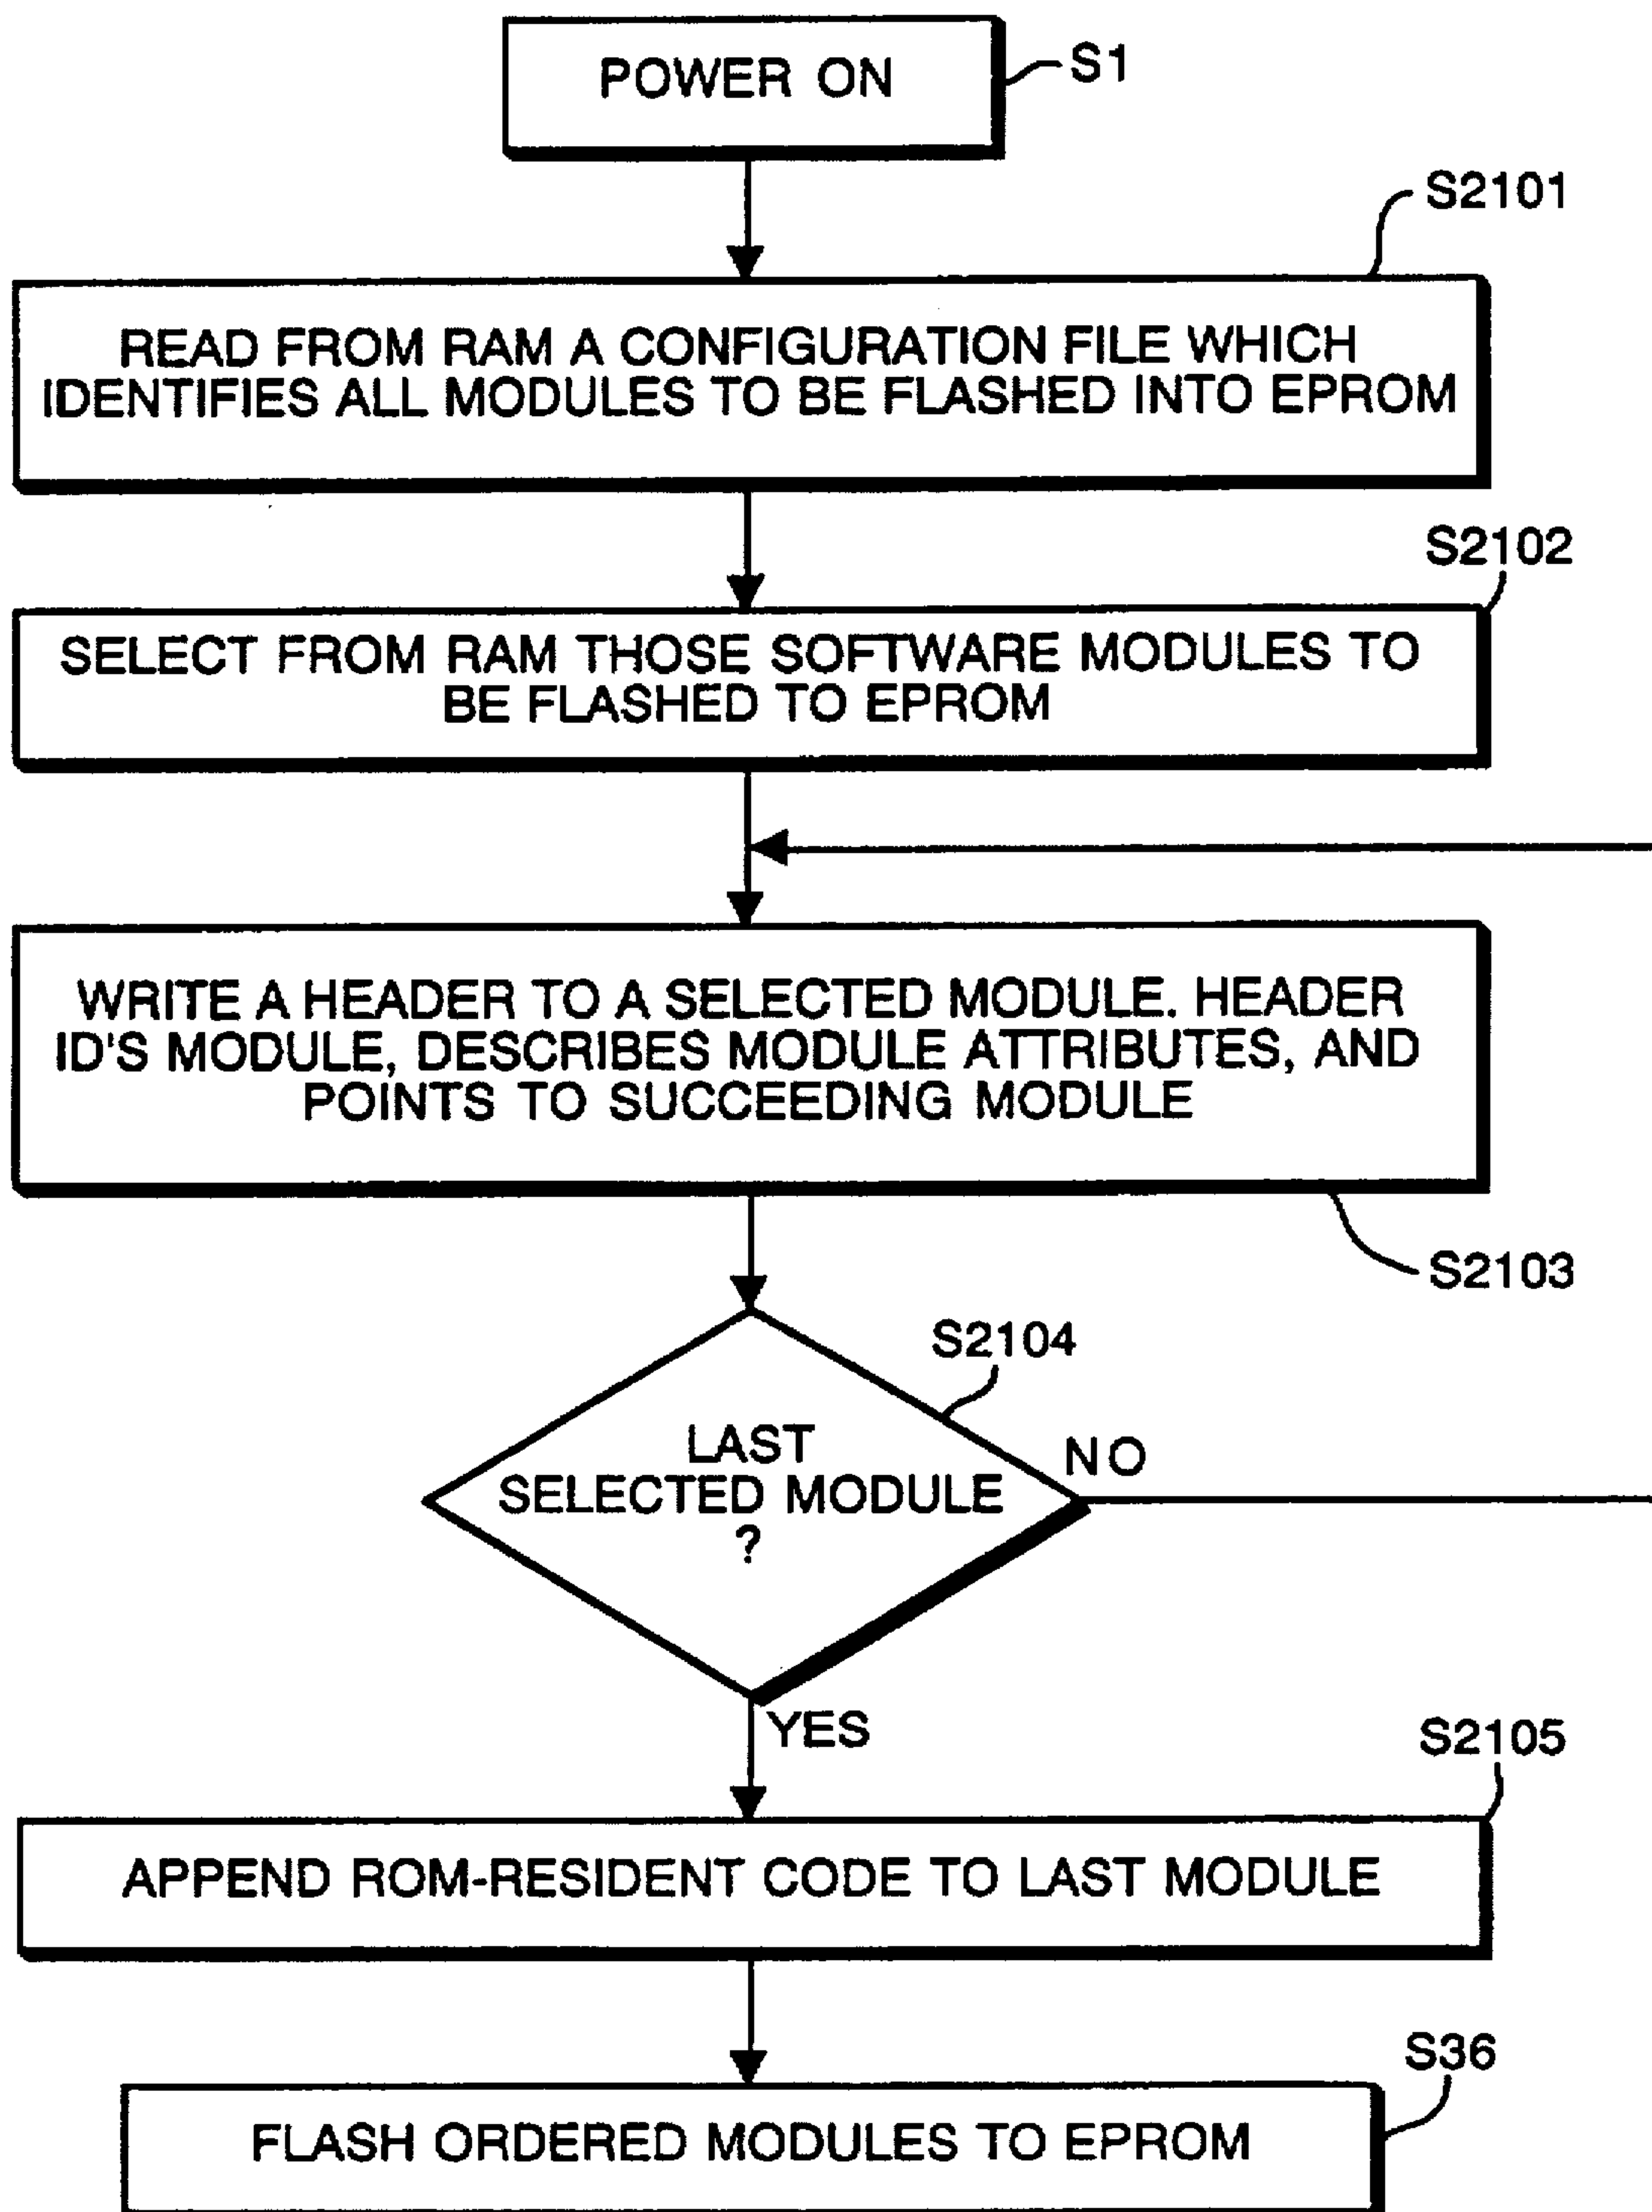 POWER ON
S1
S2101
READ FROM RAM A CONFIGURATION FILE WHICH
IDENTIFIES ALL MODULES TO BE FLASHED INTO EPROM
S2102
SELECT FROM RAM THOSE SOFTWARE MODULES TO
BE FLASHED TO EPROM
WRITE A HEADER TO A SELECTED MODULE. HEADER
ID'S MODULE, DESCRIBES MODULE ATTRIBUTES, AND
POINTS TO SUCCEEDING MODULE
S2103
S2104
LAST
SELECTED MODULE
?
NO
YES
S2105
APPEND ROM-RESIDENT CODE TO LAST MODULE
S36
FLASH ORDERED MODULES TO EPROM